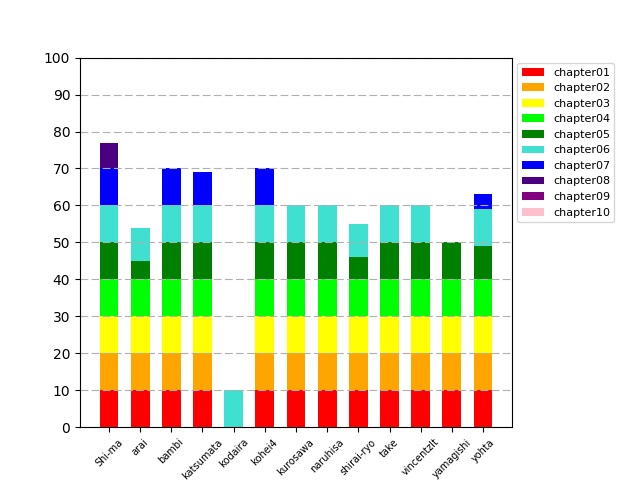 100
90
80
70
60
50
40
30
20
10
0
Shi-ma
arai
bambi
katsumata
kodaira
kohei4
kurosawa
naruhisa
shirai-ryo
take
vincentzlt
yamagishi
yohta
chapter01
chapter02
chapter03
chapter04
chapter05
chapter06
chapter07
chapter08
chapter09
chapter10